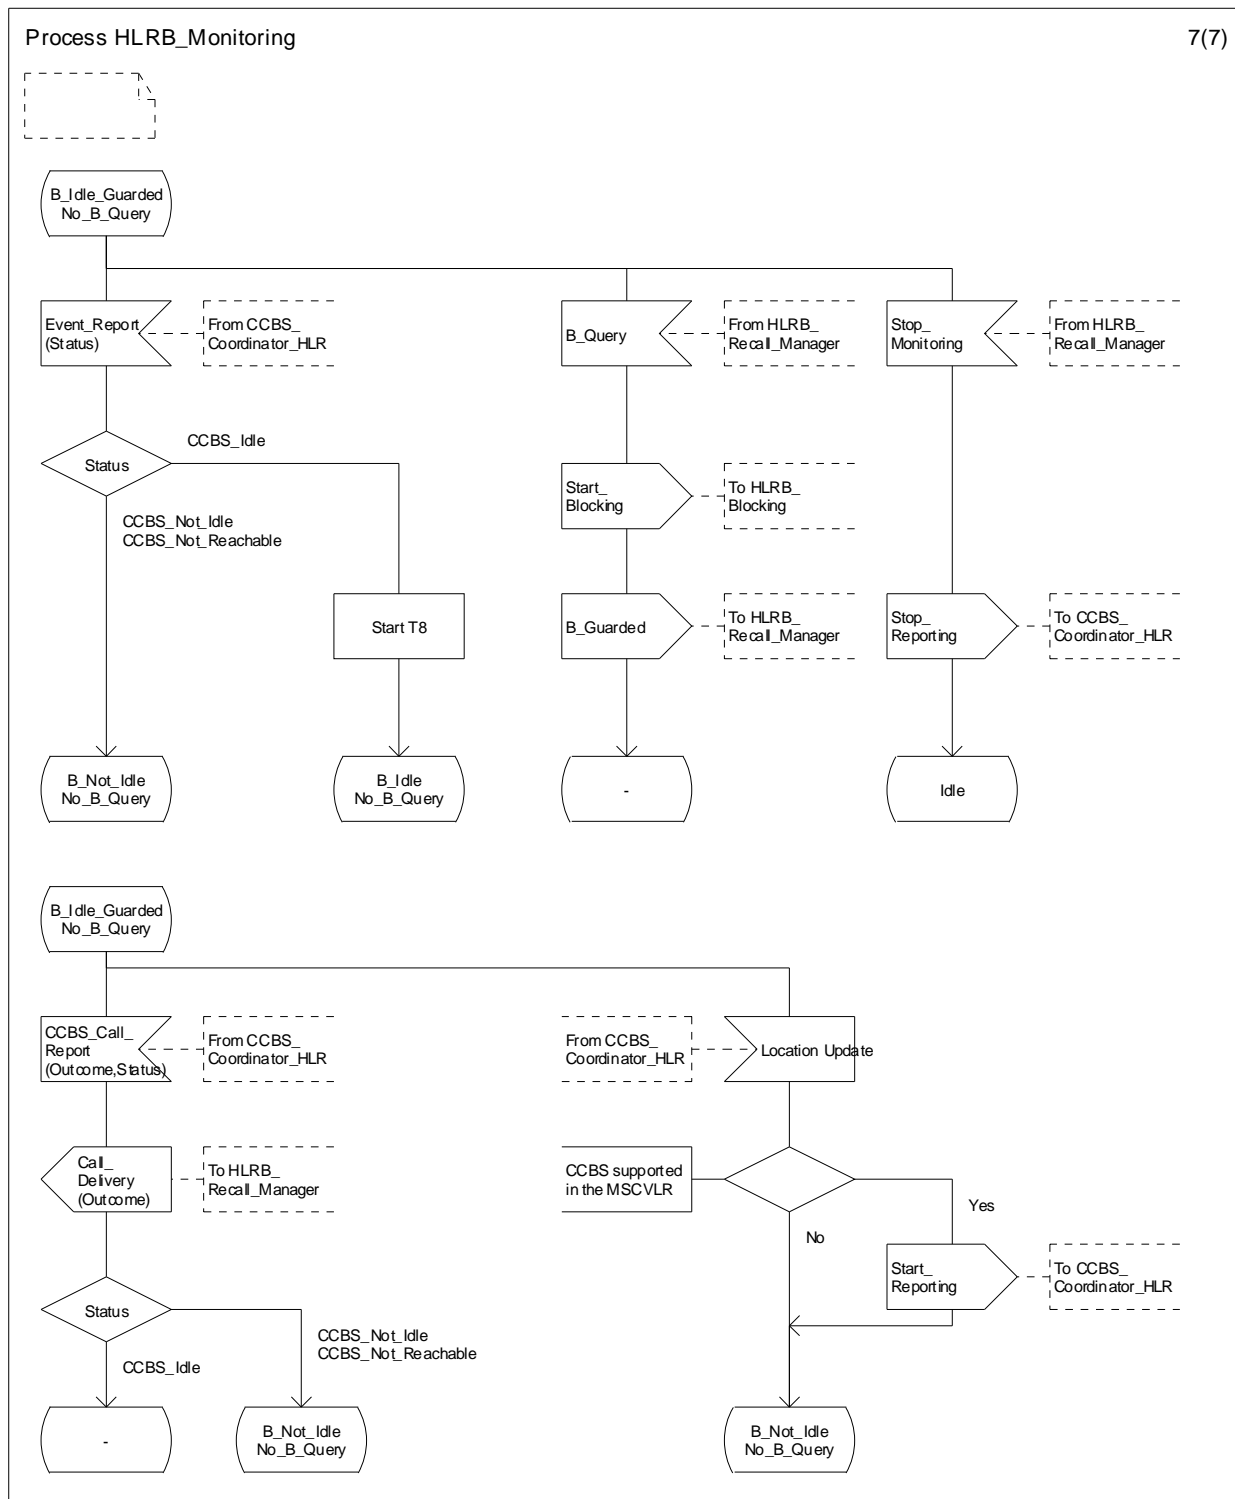 Process HLRB_Monitoring
7(7)
B_Idle_Guarded
No_B_Query
Event_Report
(Status)
From CCBS_
Coordinator_HLR
B_Query
From HLRB_
Recall_Manager
Stop_
Monitoring
From HLRB_
Recall_Manager
Status
CCBS_Idle
CCBS_Not_Idle
CCBS_Not_Reachable
Start_
Blocking
To HLRB_
Blocking
Start T8
B_Guarded
To HLRB_
Recall_Manager
Stop_
Reporting
To CCBS_
Coordinator_HLR
B_Not_Idle
No_B_Query
B_Idle
No_B_Query
-
Idle
B_Idle_Guarded
No_B_Query
CCBS_Call_
Report
(Outcome,Status)
From CCBS_
Coordinator_HLR
From CCBS_
Coordinator_HLR
Location Update
Call_
Delivery
(Outcome)
To HLRB_
Recall_Manager
CCBS supported
in the MSCVLR
Yes
No
Start_
Reporting
To CCBS_
Coordinator_HLR
Status
CCBS_Not_Idle
CCBS_Not_Reachable
CCBS_Idle
-
B_Not_Idle
No_B_Query
B_Not_Idle
No_B_Query